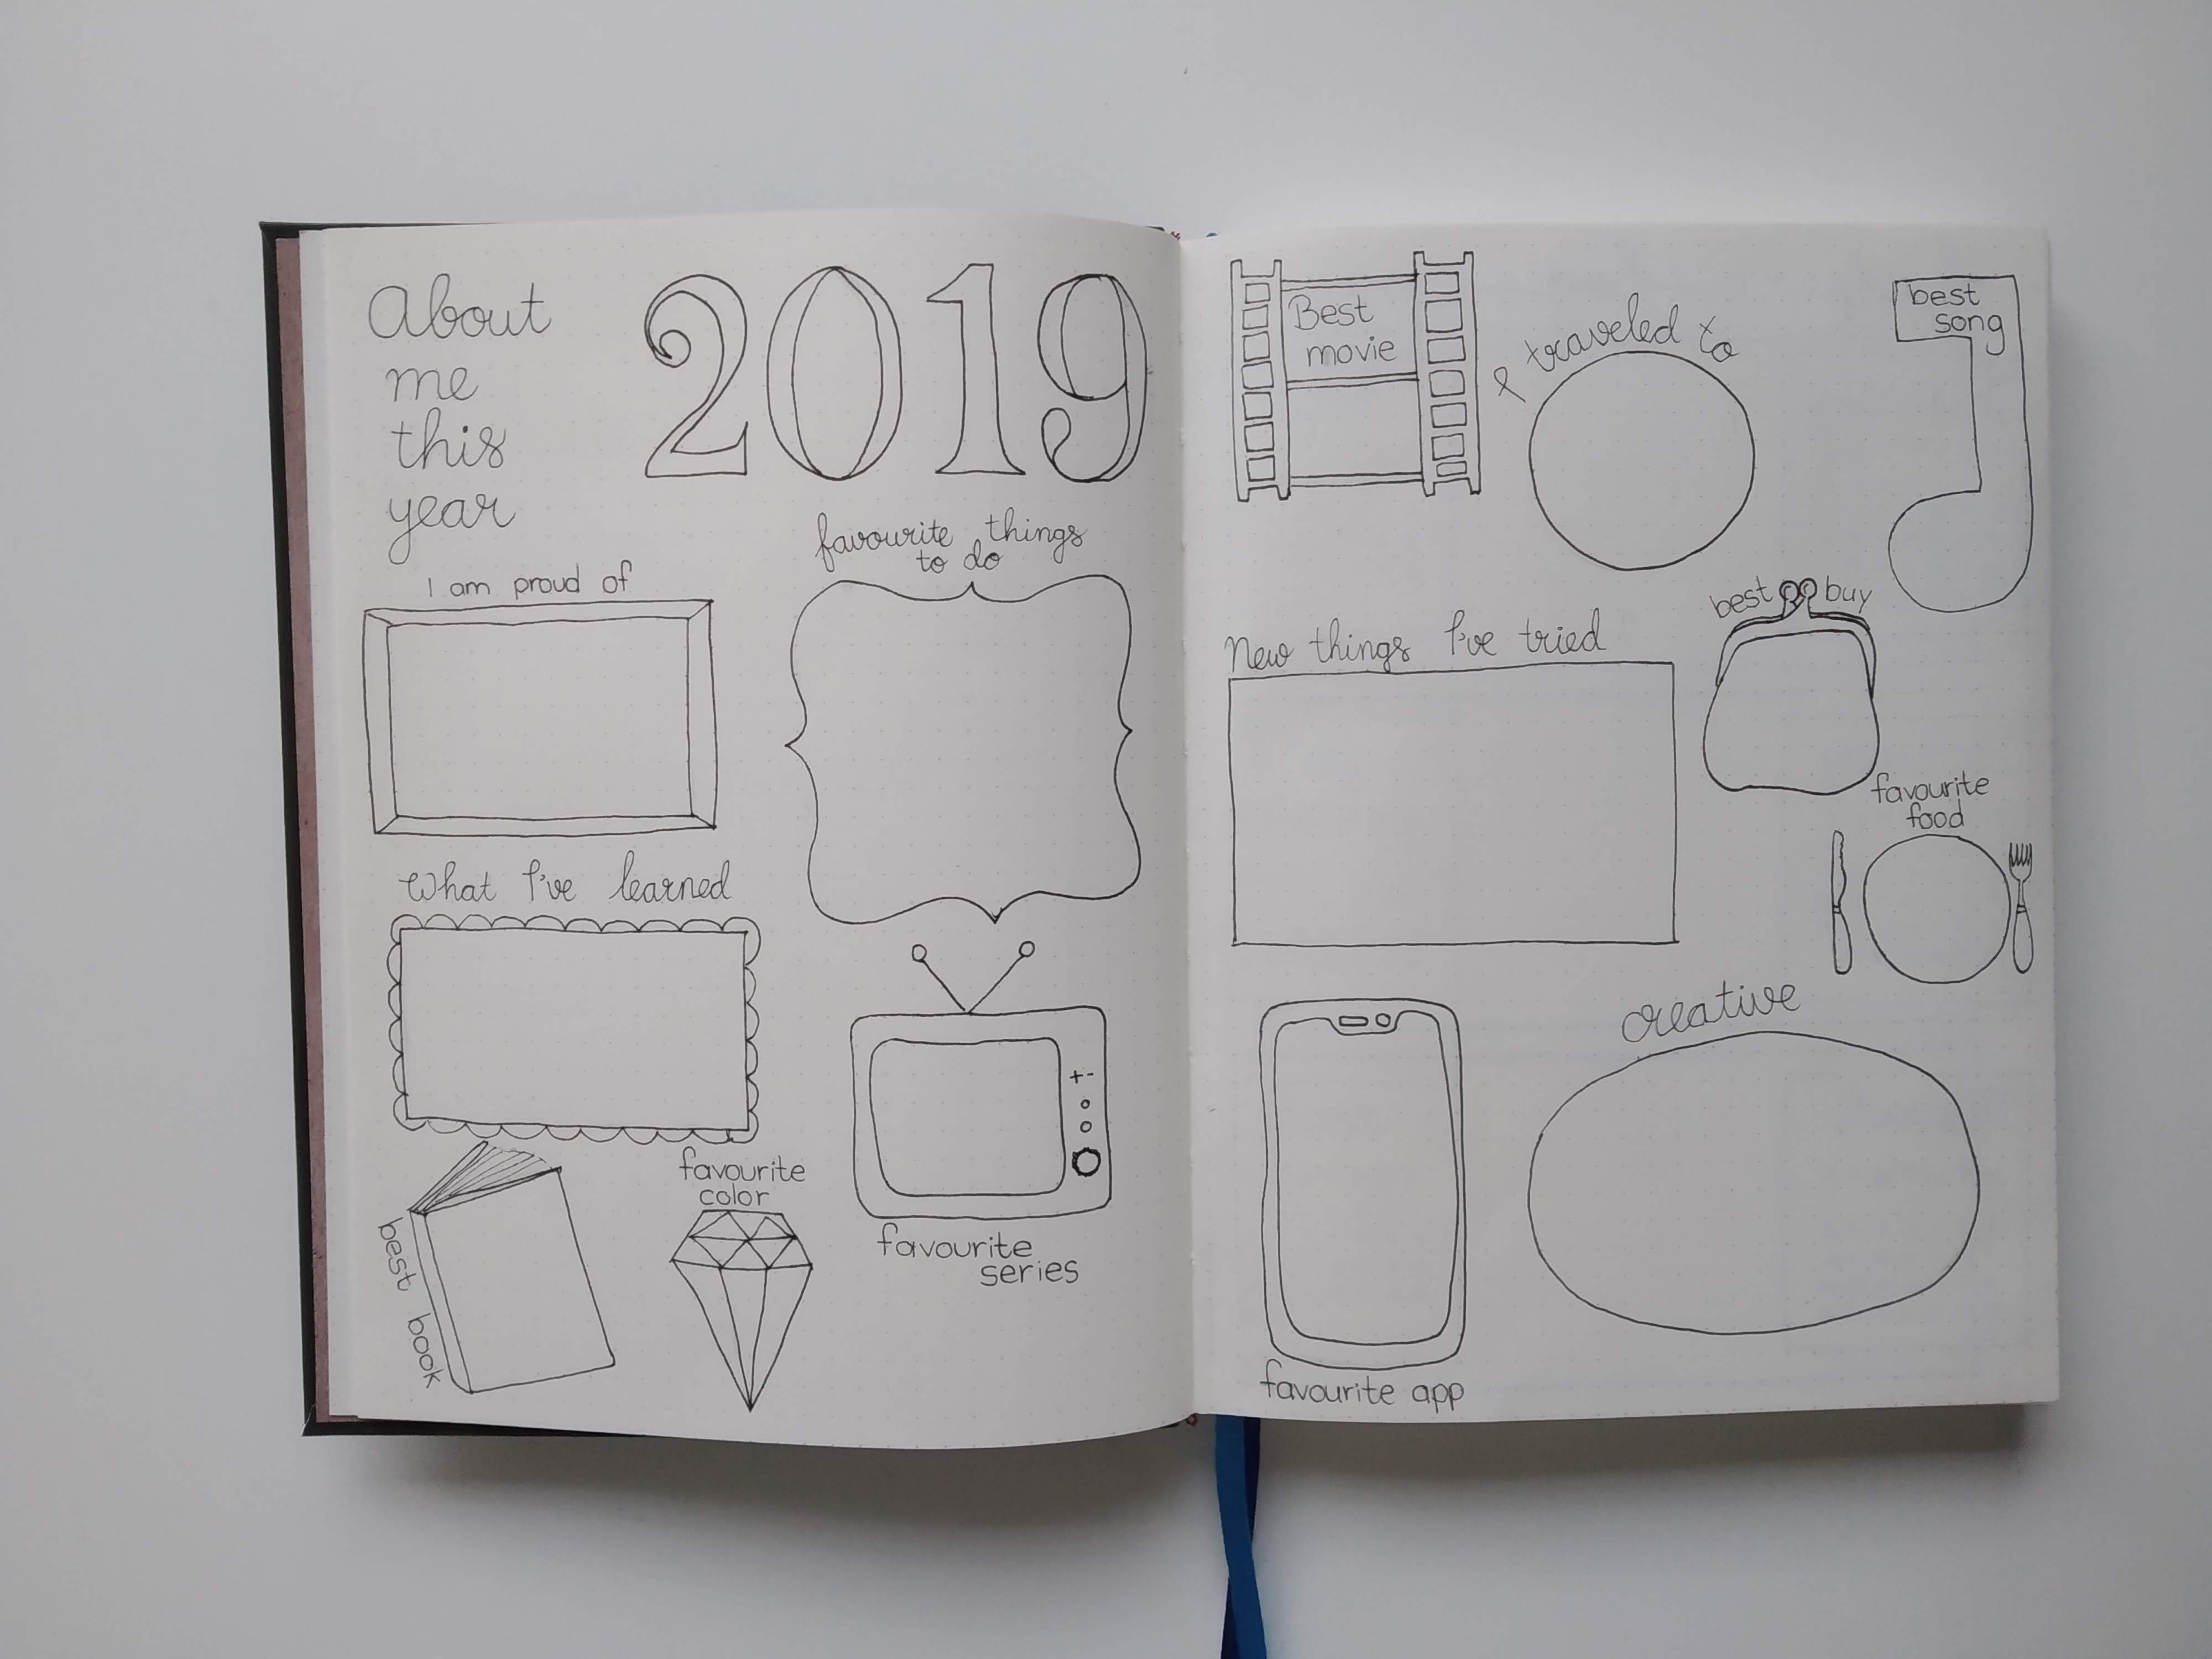 About
me
this
year
2019
I am proud of
favourite things
to do
What I've learned
best book
favourite
color
+-
favourite
series
Best
movie
I traveled to
best
song
New things I've tried
best buy
favourite
food
creative
favourite app